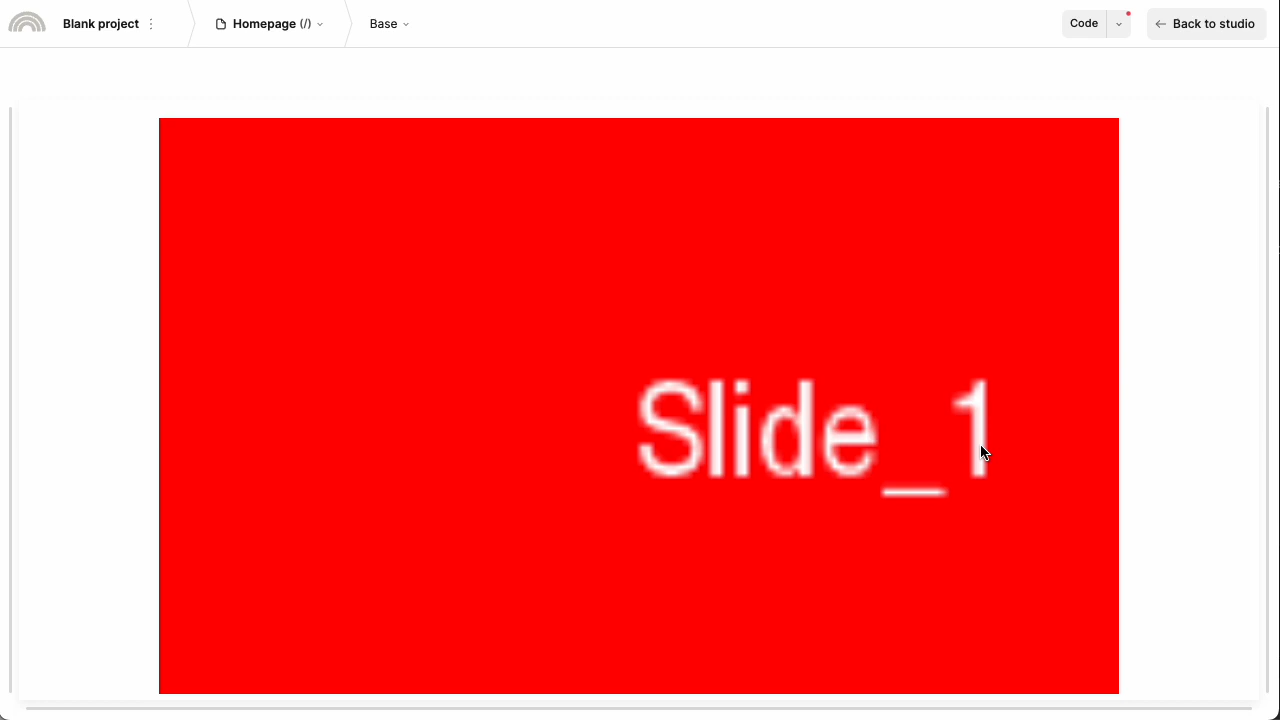 Blank project
Homepage (/)
Base
Code
Back to studio
Slide_1